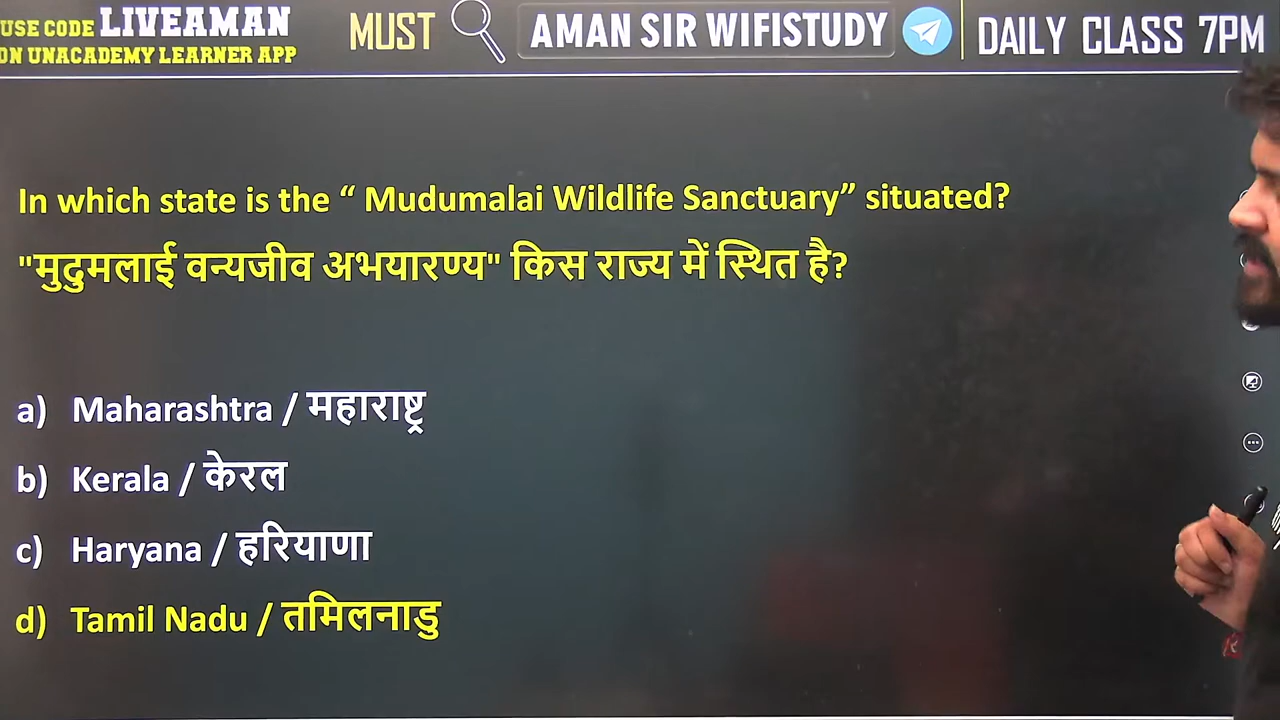 USE CODE LIVEAMAN
ON UNACADEMY LEARNER APP
MUST
AMAN SIR WIFISTUDY
DAILY CLASS 7PM
In which state is the “ Mudumalai Wildlife Sanctuary” situated?
"मुदुमलाई वन्यजीव अभयारण्य" किस राज्य में स्थित है?
a) Maharashtra / महाराष्ट्र
b) Kerala / केरल
c) Haryana / हरियाणा
d) Tamil Nadu / तमिलनाडु